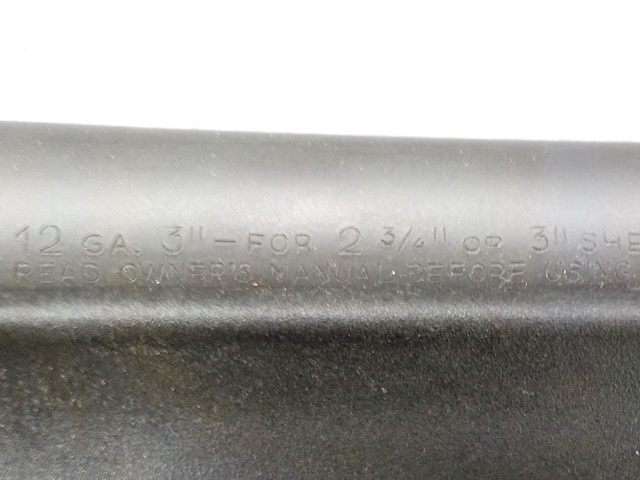 12 GA. 3"-FOR 2 3/4" OR 3" SHE
READ OWNER'S MANUAL BEFORE USING